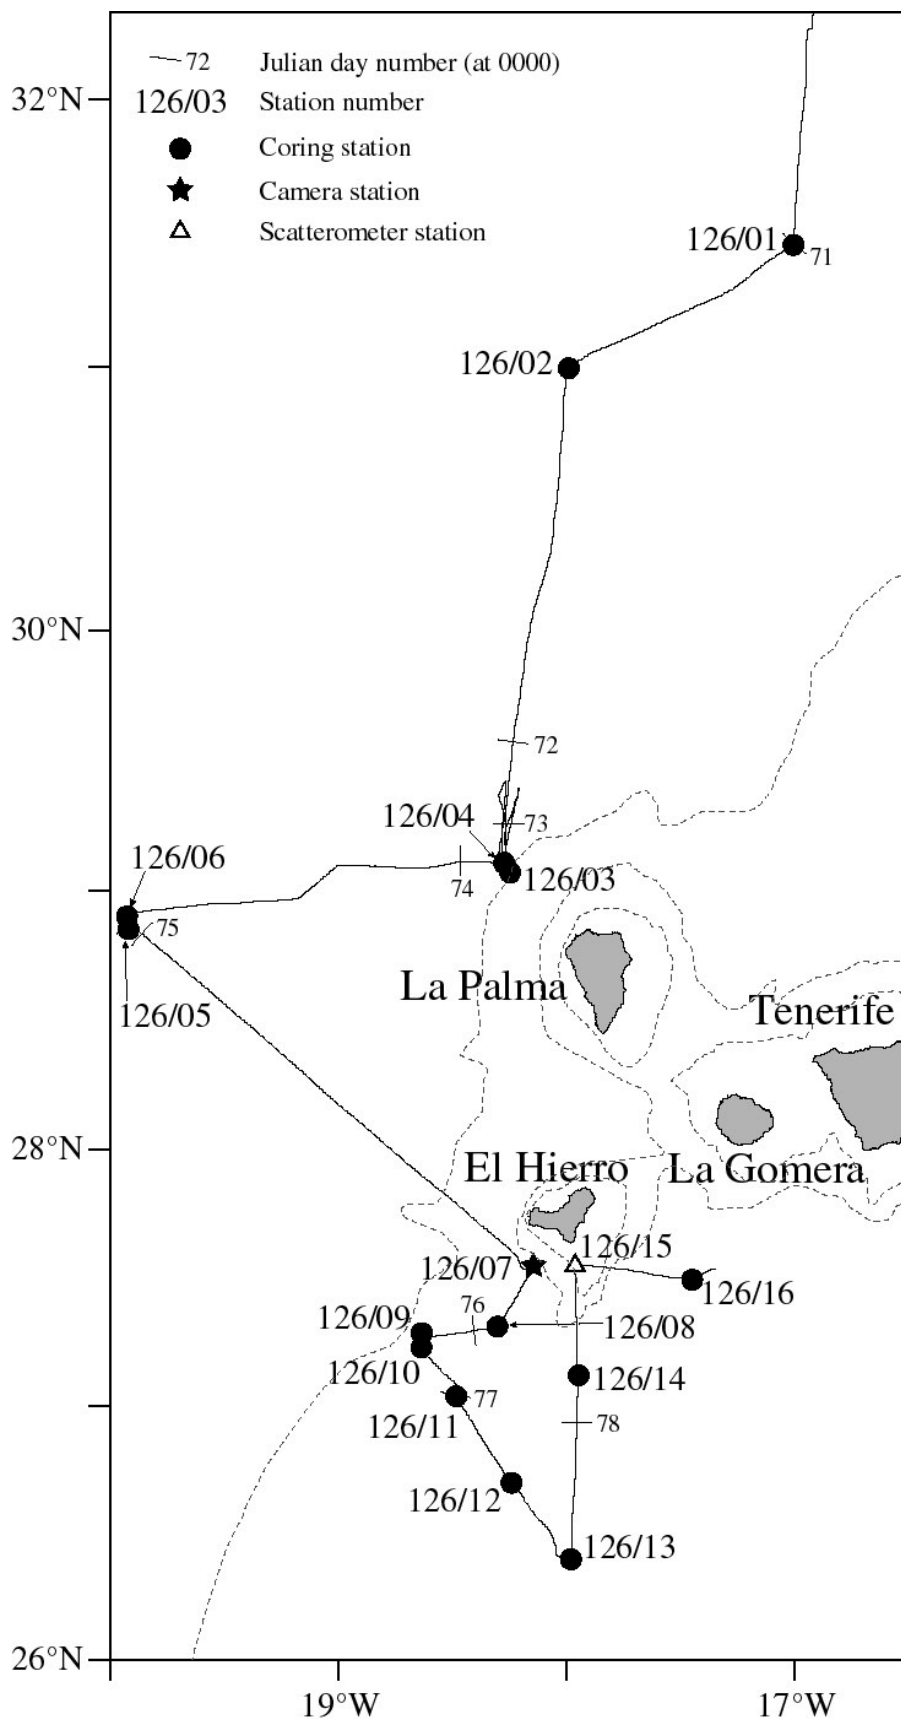 72 Julian day number (at 0000)
32°N
126/03 Station number
Coring station
Camera station
Scatterometer station
126/01
71
126/02
30°N
72
126/04
73
126/06
74
126/03
75
La Palma
126/05
Tenerife
28°N
El Hierro
La Gomera
126/15
126/07
126/16
76
126/09
126/08
126/10
126/14
77
126/11
78
126/12
126/13
26°N
19°W
17°W